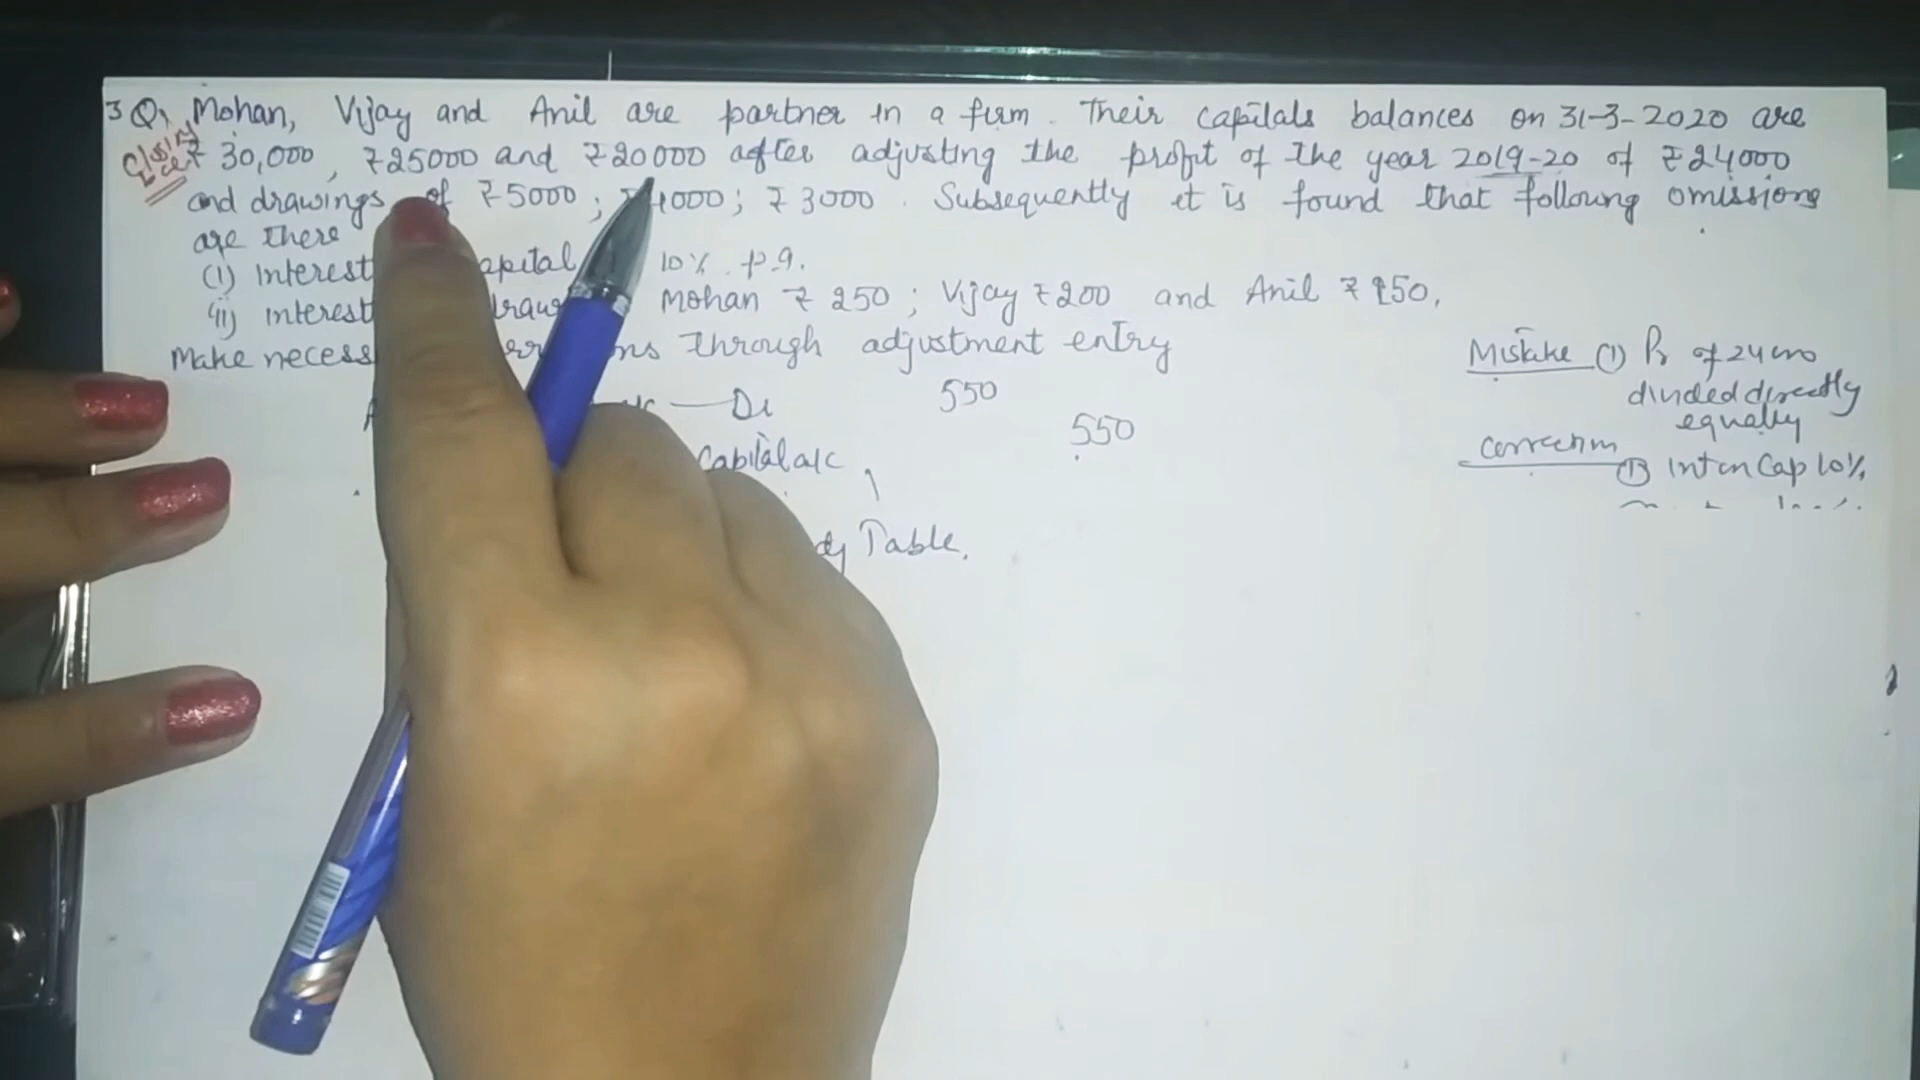 3 Q, Mohan, Vijay and Anil are partner in a firm. Their capitals balances on 31-3-2020 are
Closing
₹ 30,000, ₹25000 and ₹20000 after adjusting the profit of the year 2019-20 of ₹24000
and drawings of ₹5000; 4000; ₹3000. Subsequently it is found that following omissions
are there
(i) Interest apital 10% p.a.
(ii) interest draw Mohan ₹250; Vijay ₹200 and Anil ₹150.
Make necess ns through adjustment entry
Dr 550
Capital a/c 550
Table.
Mistake (1) Pr of 24000
divided directly
equally
correction
(1) Int on Cap 10%